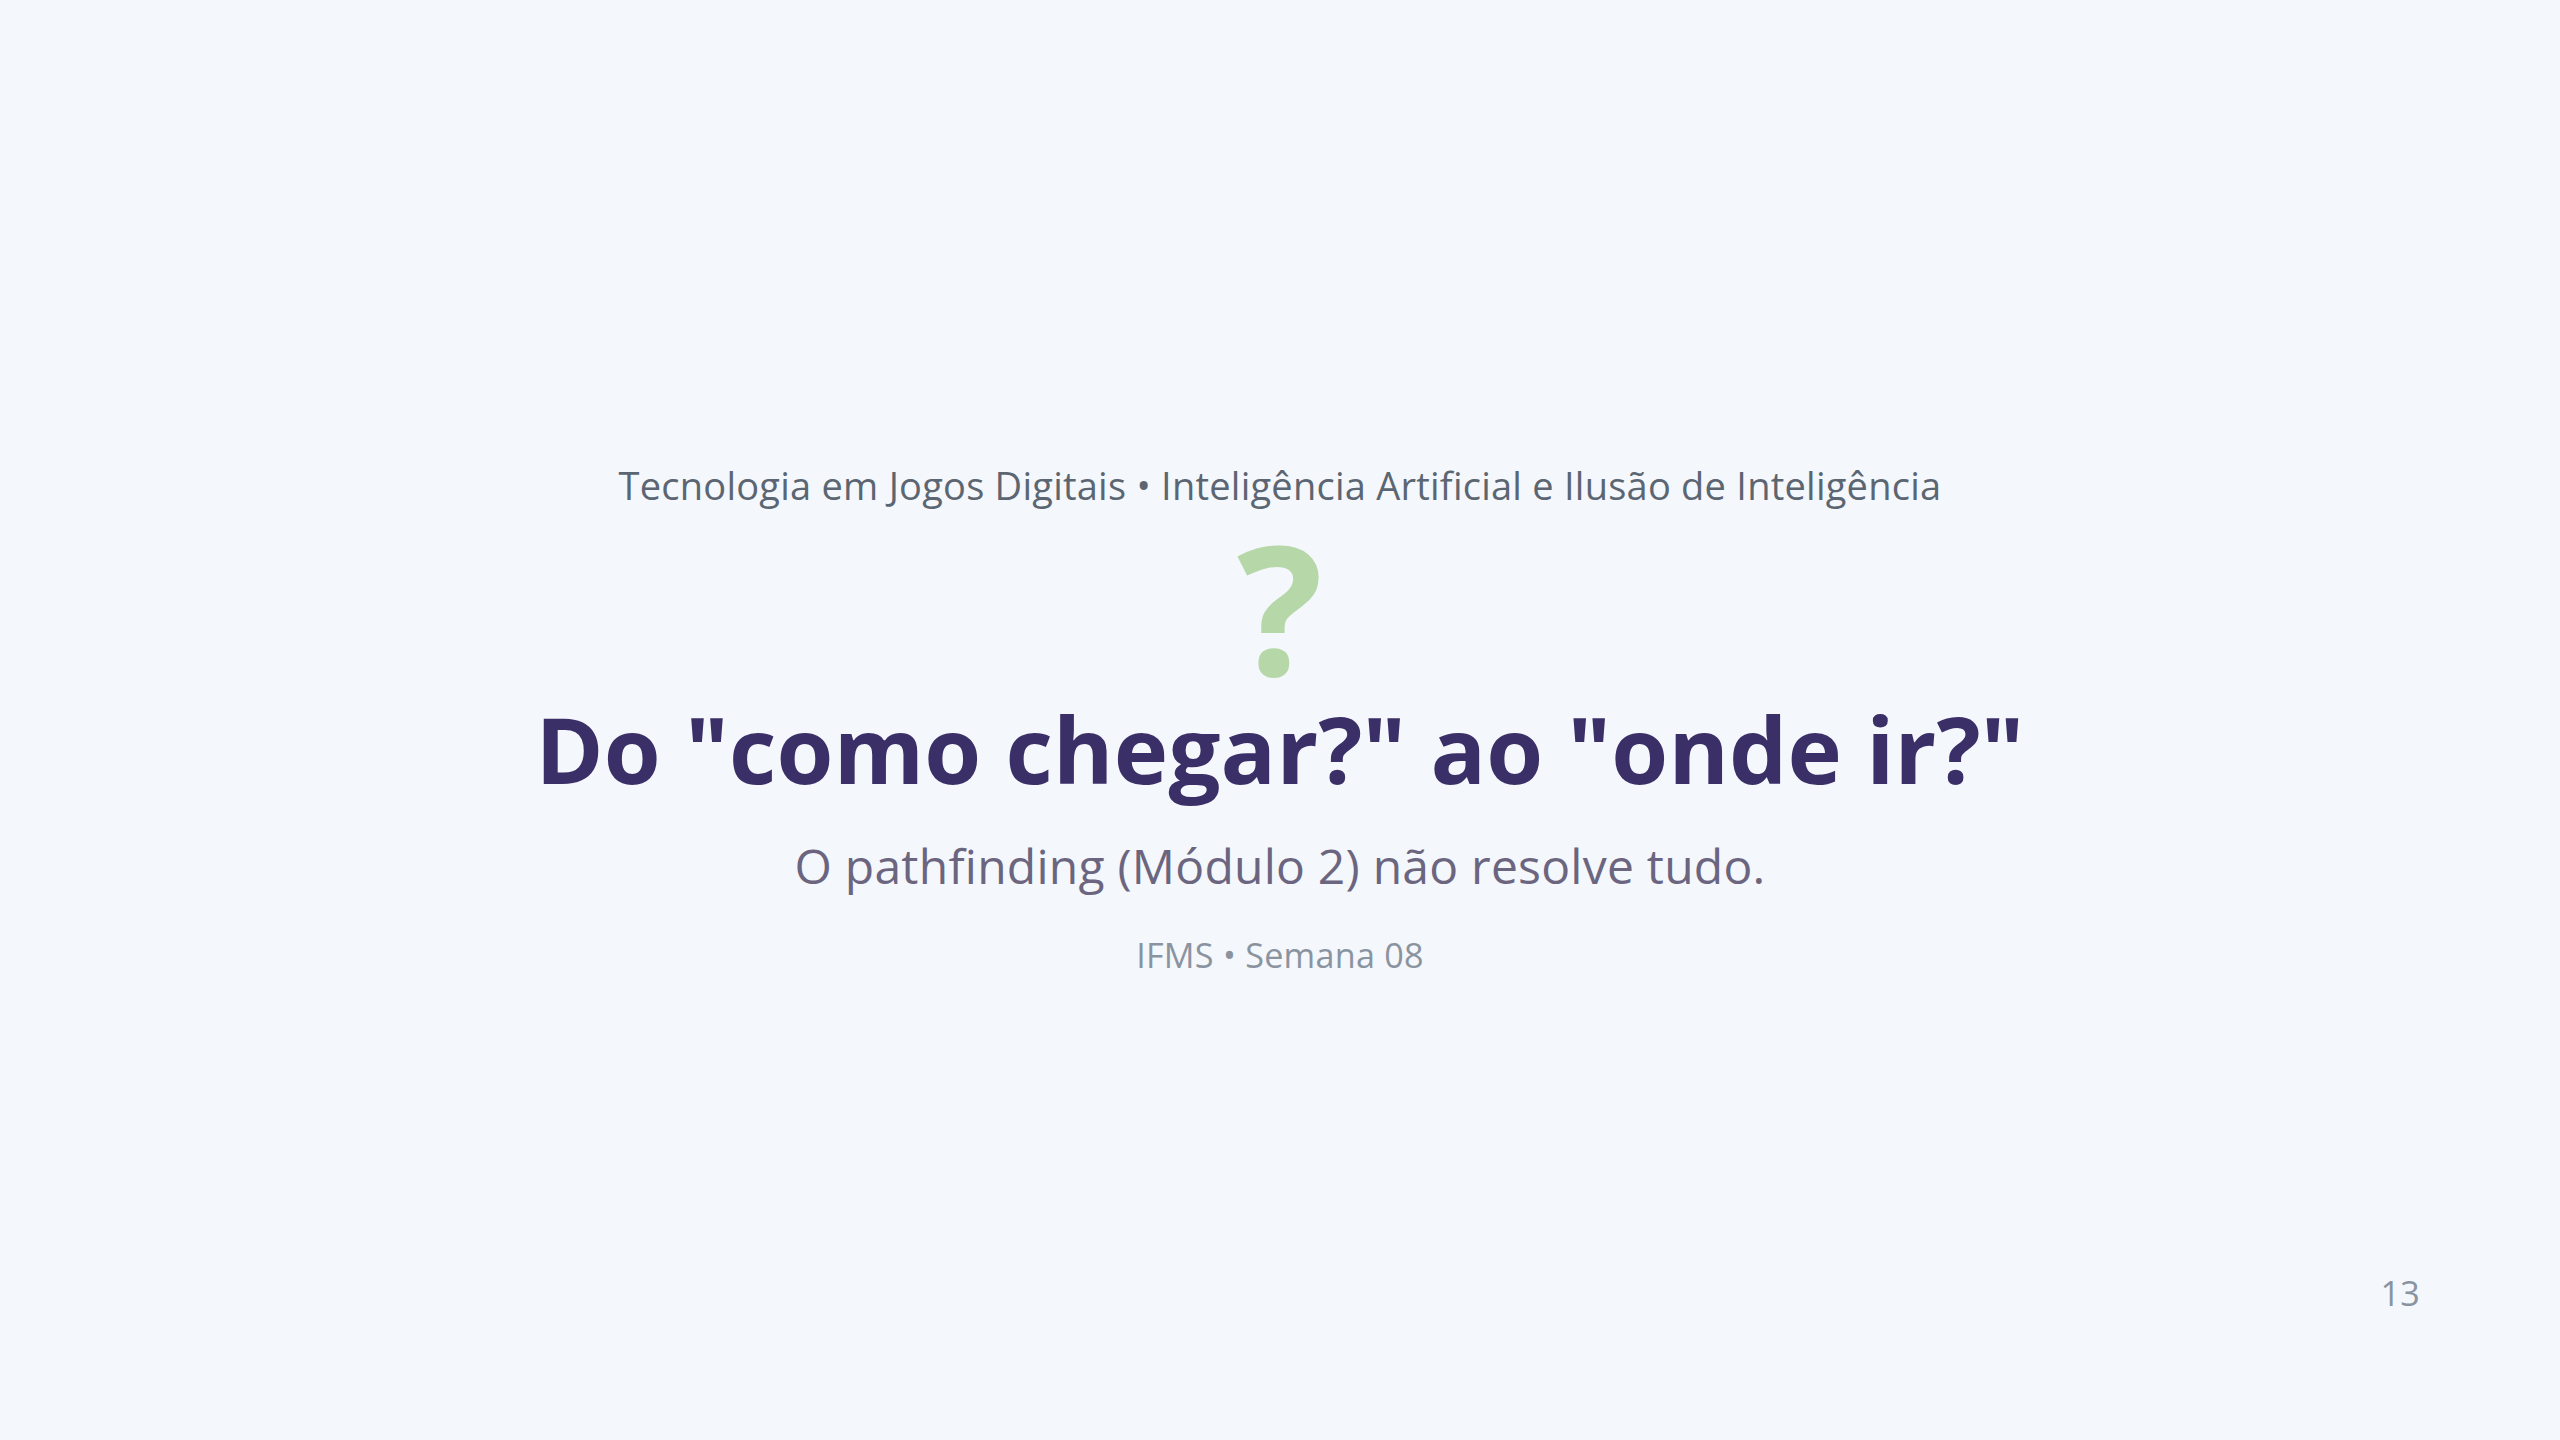 Tecnologia em Jogos Digitais • Inteligência Artificial e Ilusão de Inteligência
?
Do "como chegar?" ao "onde ir?"
O pathfinding (Módulo 2) não resolve tudo.
IFMS • Semana 08
13